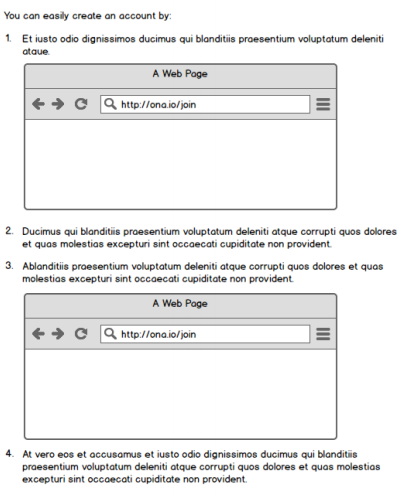 You can easily create an account by:
1. Et iusto odio dignissimos ducimus qui blanditiis praesentium voluptatum deleniti
atque.
A Web Page
http://ona.io/join
2. Ducimus qui blanditiis praesentium voluptatum deleniti atque corrupti quos dolores
et quas molestias excepturi sint occaecati cupiditate non provident.
3. Ablanditiis praesentium voluptatum deleniti atque corrupti quos dolores et quas
molestias excepturi sint occaecati cupiditate non provident.
A Web Page
http://ona.io/join
4. At vero eos et accusamus et iusto odio dignissimos ducimus qui blanditiis
praesentium voluptatum deleniti atque corrupti quos dolores et quas molestias
excepturi sint occaecati cupiditate non provident.